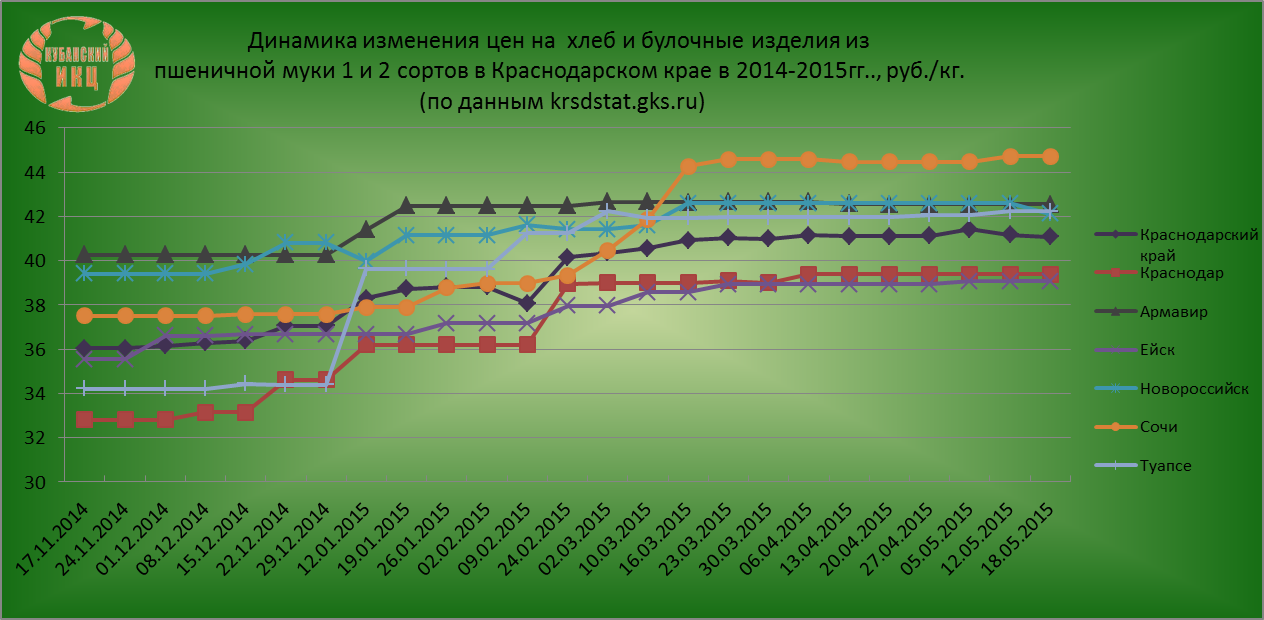 КУБАНСКИЙ
ИКЦ
Динамика изменения цен на хлеб и булочные изделия из
пшеничной муки 1 и 2 сортов в Краснодарском крае в 2014-2015гг.., руб./кг.
(по данным krsdstat.gks.ru)
46
44
42
40
38
36
34
32
30
17.11.2014
24.11.2014
01.12.2014
08.12.2014
15.12.2014
22.12.2014
29.12.2014
12.01.2015
19.01.2015
26.01.2015
02.02.2015
09.02.2015
24.02.2015
02.03.2015
10.03.2015
16.03.2015
23.03.2015
30.03.2015
06.04.2015
13.04.2015
20.04.2015
27.04.2015
05.05.2015
12.05.2015
18.05.2015
Краснодарский
край
Краснодар
Армавир
Ейск
Новороссийск
Сочи
Туапсе